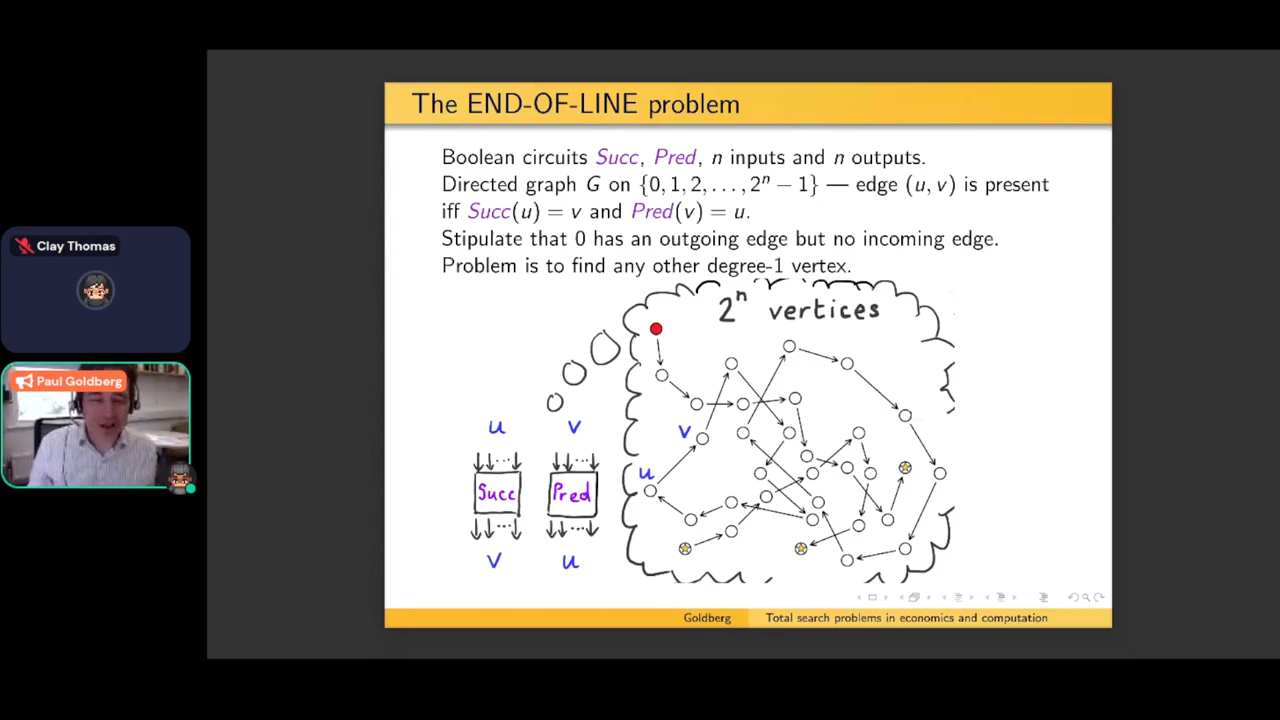 The END-OF-LINE problem
Boolean circuits Succ, Pred, n inputs and n outputs.
Directed graph G on {0, 1, 2, . . . , 2ⁿ − 1} — edge (u, v) is present
iff Succ(u) = v and Pred(v) = u.
Stipulate that 0 has an outgoing edge but no incoming edge.
Problem is to find any other degree-1 vertex.
Clay Thomas
Paul Goldberg
2ⁿ vertices
u v
v
u
Succ Pred
v u
Goldberg Total search problems in economics and computation